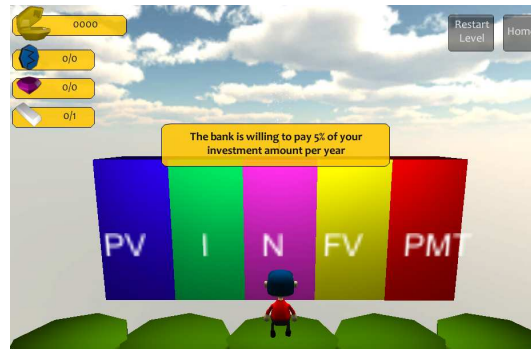 0000
0/0
0/0
0/1
Restart
Level
Home
The bank is willing to pay 5% of your
investment amount per year
PV I N FV PMT